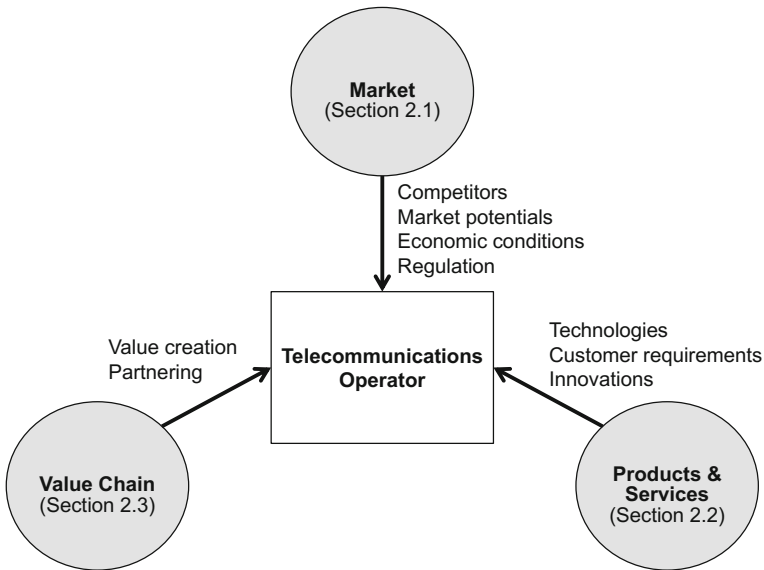 Market
(Section 2.1)
Competitors
Market potentials
Economic conditions
Regulation
Telecommunications
Operator
Value creation
Partnering
Technologies
Customer requirements
Innovations
Value Chain
(Section 2.3)
Products &
Services
(Section 2.2)